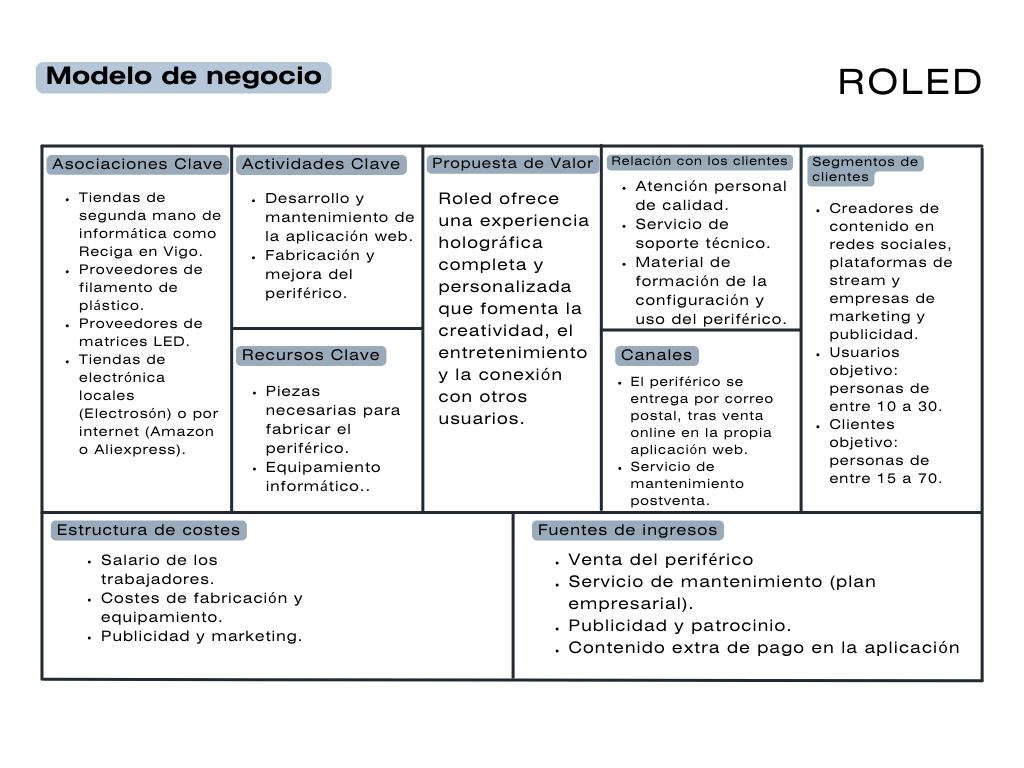 Modelo de negocio
ROLED
Asociaciones Clave
Tiendas de
segunda mano de
informática como
Reciga en Vigo.
Proveedores de
filamento de
plástico.
Proveedores de
matrices LED.
Tiendas de
electrónica
locales
(Electrosón) o por
internet (Amazon
o Aliexpress).
Actividades Clave
Desarrollo y
mantenimiento de
la aplicación web.
Fabricación y
mejora del
periférico.
Recursos Clave
Piezas
necesarias para
fabricar el
periférico.
Equipamiento
informático..
Propuesta de Valor
Roled ofrece
una experiencia
holográfica
completa y
personalizada
que fomenta la
creatividad, el
entretenimiento
y la conexión
con otros
usuarios.
Relación con los clientes
Atención personal
de calidad.
Servicio de
soporte técnico.
Material de
formación de la
configuración y
uso del periférico.
Canales
El periférico se
entrega por correo
postal, tras venta
online en la propia
aplicación web.
Servicio de
mantenimiento
postventa.
Segmentos de
clientes
Creadores de
contenido en
redes sociales,
plataformas de
stream y
empresas de
marketing y
publicidad.
Usuarios
objetivo:
personas de
entre 10 a 30.
Clientes
objetivo:
personas de
entre 15 a 70.
Estructura de costes
Salario de los
trabajadores.
Costes de fabricación y
equipamiento.
Publicidad y marketing.
Fuentes de ingresos
Venta del periférico
Servicio de mantenimiento (plan
empresarial).
Publicidad y patrocinio.
Contenido extra de pago en la aplicación